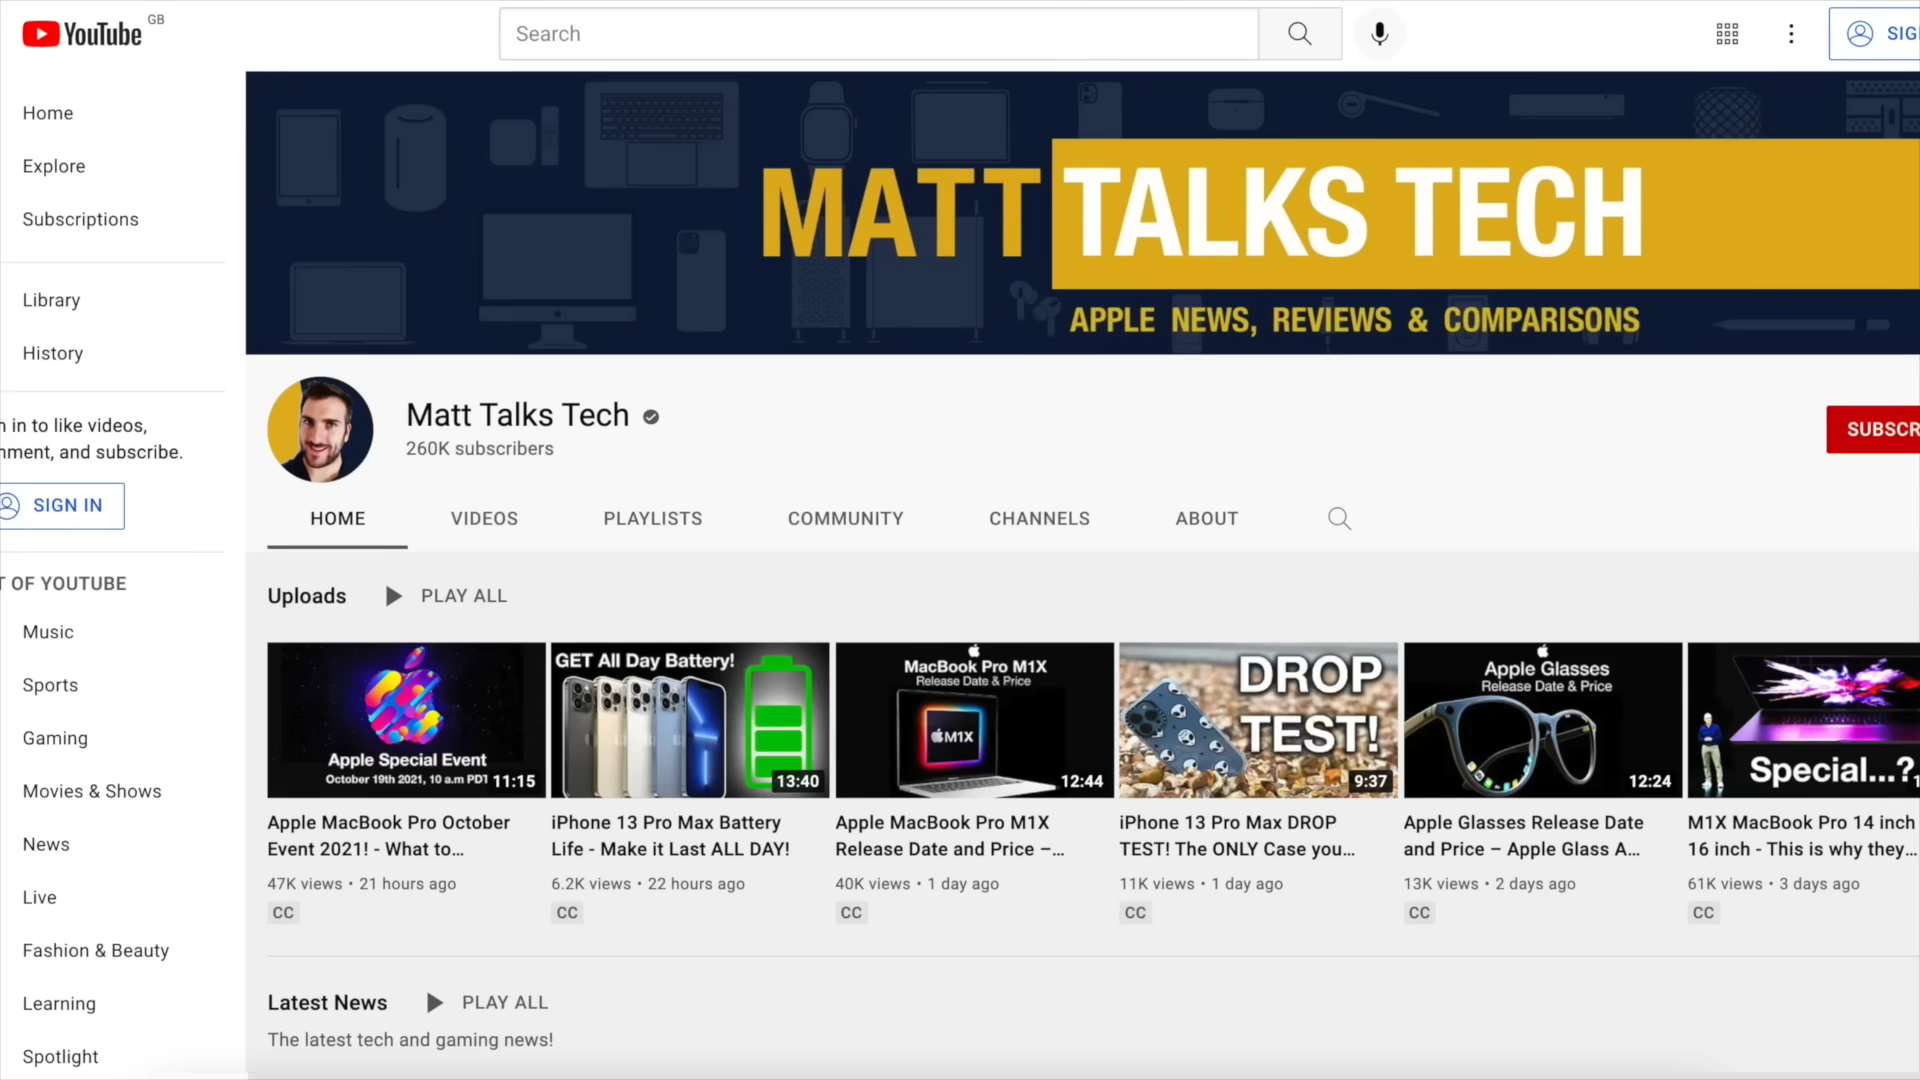 YouTube GB
Search
SIG
Home
Explore
Subscriptions
Library
History
n in to like videos,
nment, and subscribe.
SIGN IN
T OF YOUTUBE
Music
Sports
Gaming
Movies & Shows
News
Live
Fashion & Beauty
Learning
Spotlight
MATT TALKS TECH
APPLE NEWS, REVIEWS & COMPARISONS
Matt Talks Tech
260K subscribers
SUBSCR
HOME VIDEOS PLAYLISTS COMMUNITY CHANNELS ABOUT
Uploads PLAY ALL
Apple Special Event
October 19th 2021, 10 a.m PDT 11:15
Apple MacBook Pro October
Event 2021! - What to...
47K views • 21 hours ago
CC
GET All Day Battery!
13:40
iPhone 13 Pro Max Battery
Life - Make it Last ALL DAY!
6.2K views • 22 hours ago
CC
MacBook Pro M1X
Release Date & Price
M1X
12:44
Apple MacBook Pro M1X
Release Date and Price –...
40K views • 1 day ago
CC
DROP
TEST!
9:37
iPhone 13 Pro Max DROP
TEST! The ONLY Case you...
11K views • 1 day ago
CC
Apple Glasses
Release Date & Price
12:24
Apple Glasses Release Date
and Price – Apple Glass A...
13K views • 2 days ago
CC
Special...?
M1X MacBook Pro 14 inch
16 inch - This is why they...
61K views • 3 days ago
CC
Latest News PLAY ALL
The latest tech and gaming news!